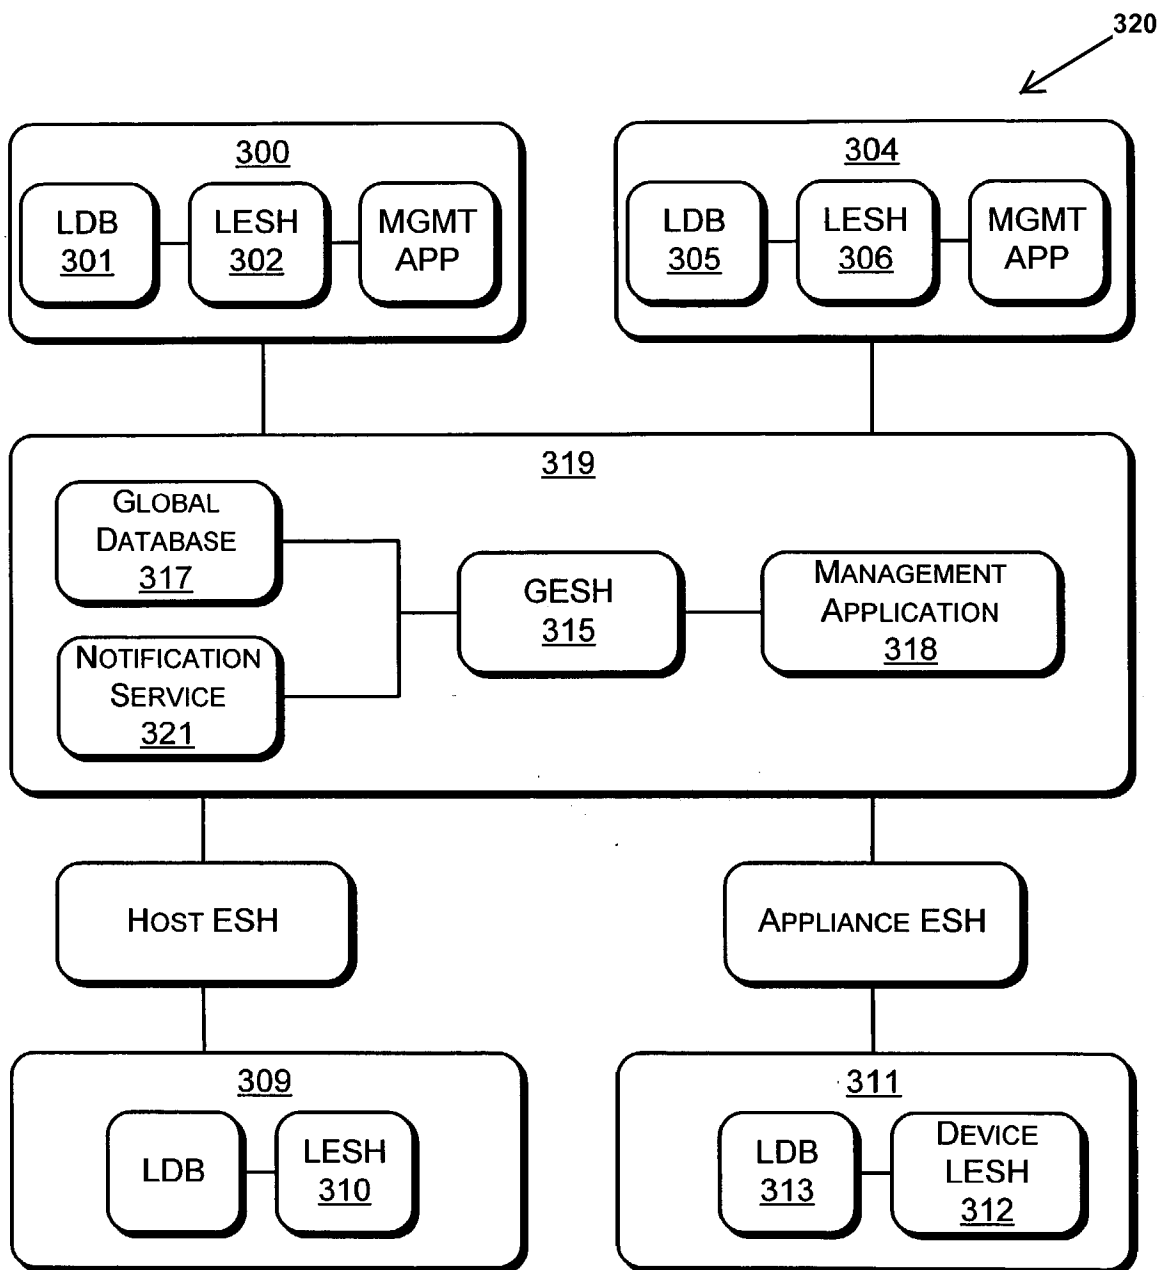 320
300
LDB
301
LESH
302
MGMT
APP
304
LDB
305
LESH
306
MGMT
APP
319
GLOBAL
DATABASE
317
NOTIFICATION
SERVICE
321
GESH
315
MANAGEMENT
APPLICATION
318
HOST ESH
APPLIANCE ESH
309
LDB
LESH
310
311
LDB
313
DEVICE
LESH
312